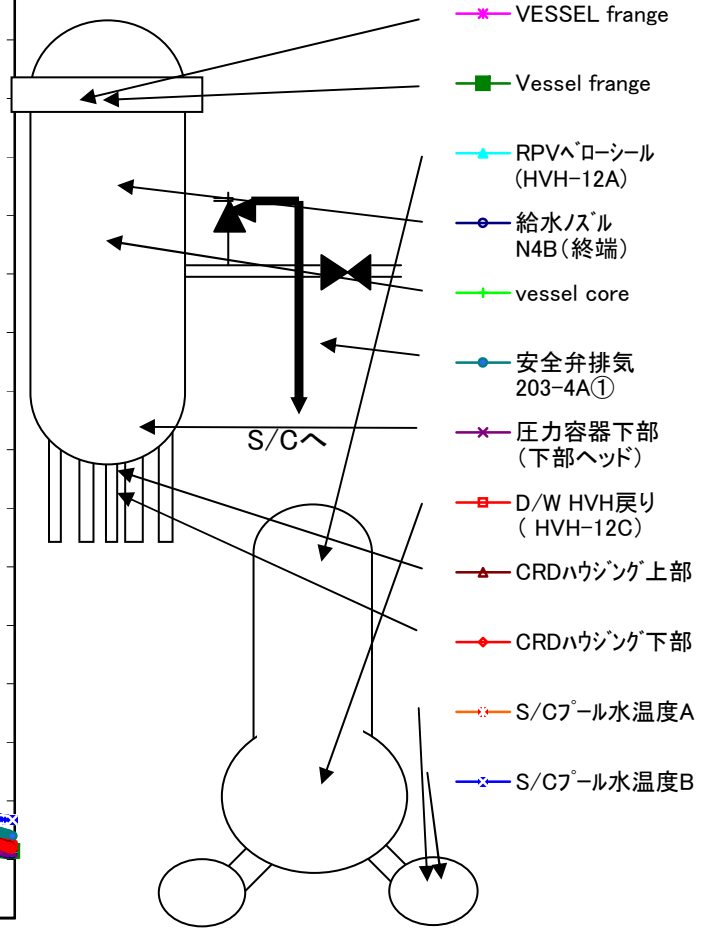 VESSEL frange
Vessel frange
RPVベローシール
(HVH-12A)
給水ノズル
N4B(終端)
vessel core
安全弁排気
203-4A①
S/Cへ
圧力容器下部
(下部ヘッド)
D/W HVH戻り
( HVH-12C)
CRDハウジング上部
CRDハウジング下部
S/Cプール水温度A
S/Cプール水温度B